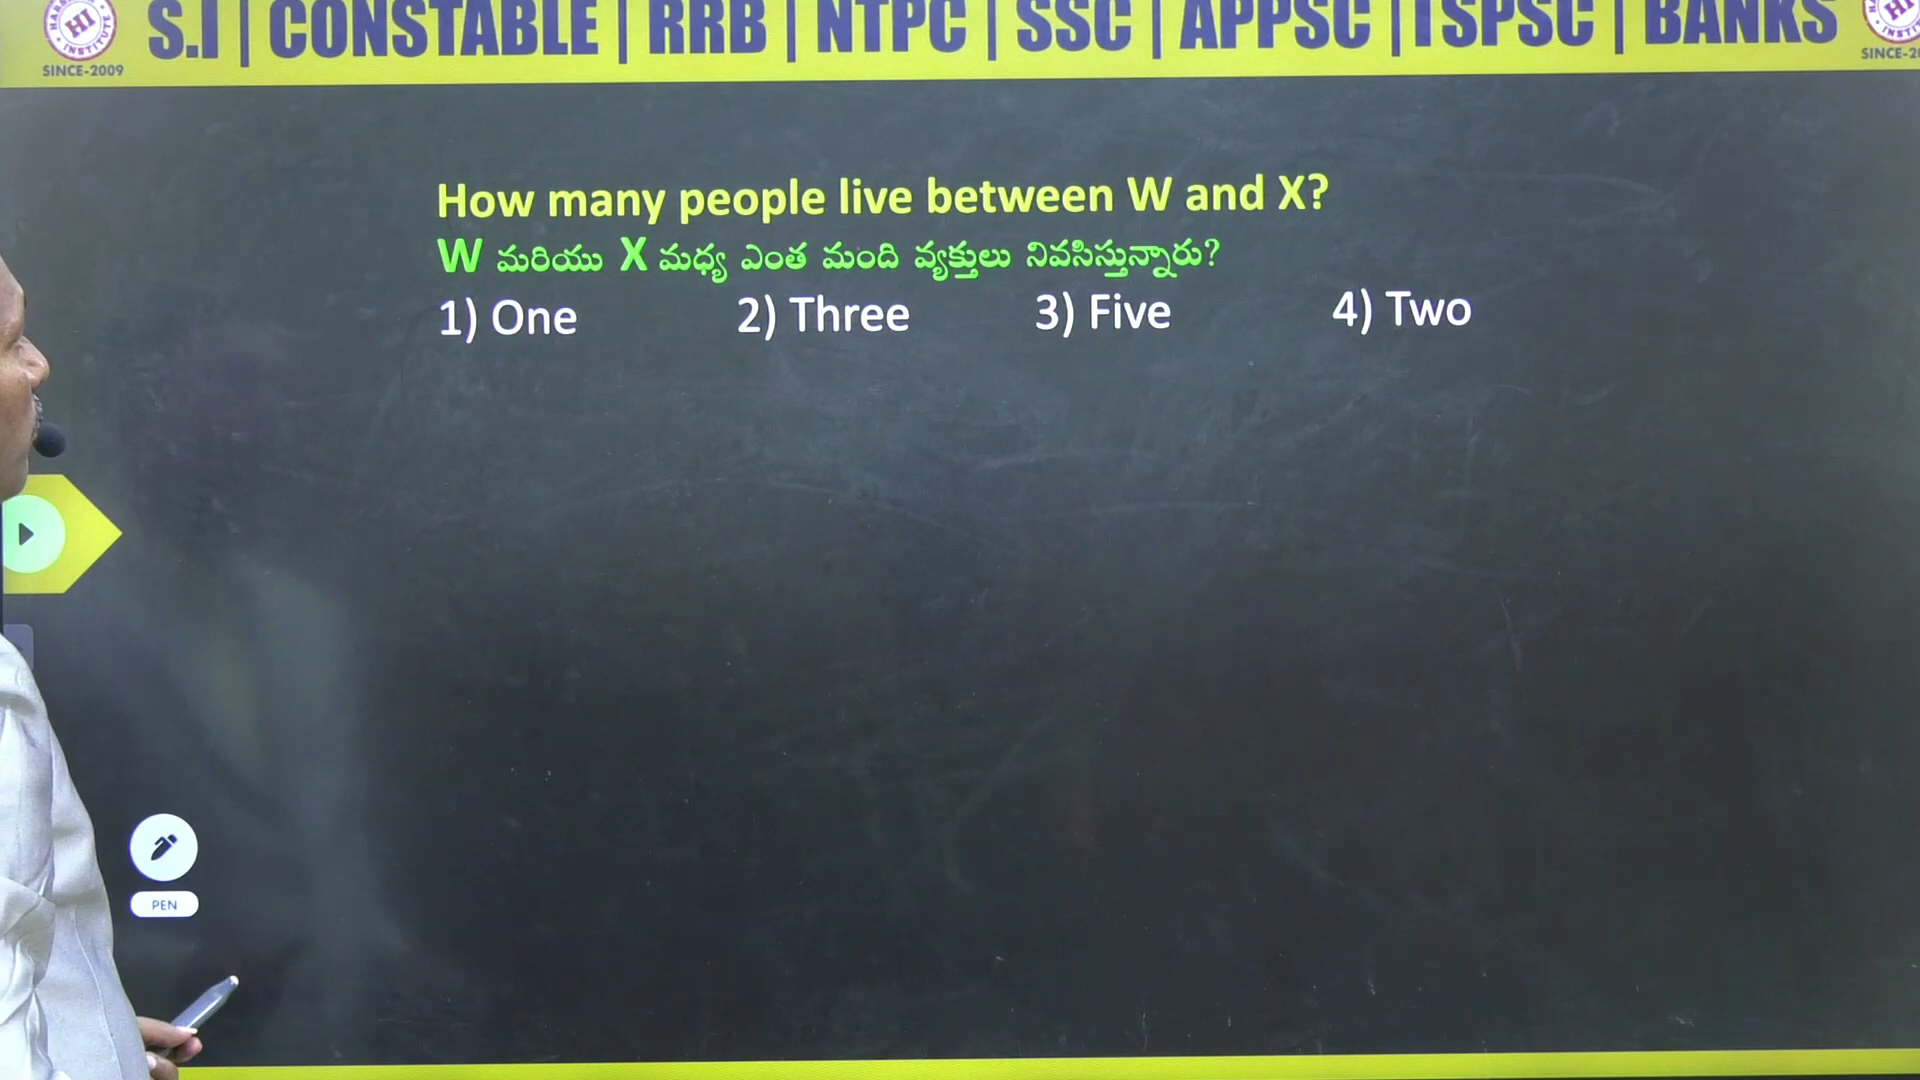 S.I | CONSTABLE | RRB | NTPC | SSC | APPSC | TSPSC | BANKS
HI
INSTITUTE
SINCE-2009
How many people live between W and X?
W మరియు X మధ్య ఎంత మంది వ్యక్తులు నివసిస్తున్నారు?
1) One 2) Three 3) Five 4) Two
PEN